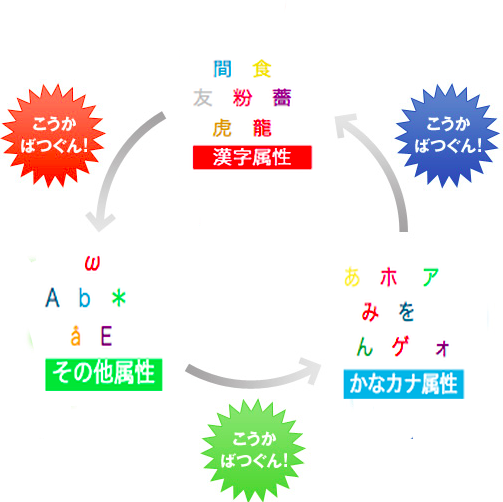 間 食
友 粉 薔
虎 龍
漢字属性
こうか
ばつぐん!
こうか
ばつぐん!
ω
A b *
â E
その他属性
あ ホ ア
み を
ん ゲ ォ
かなカナ属性
こうか
ばつぐん!